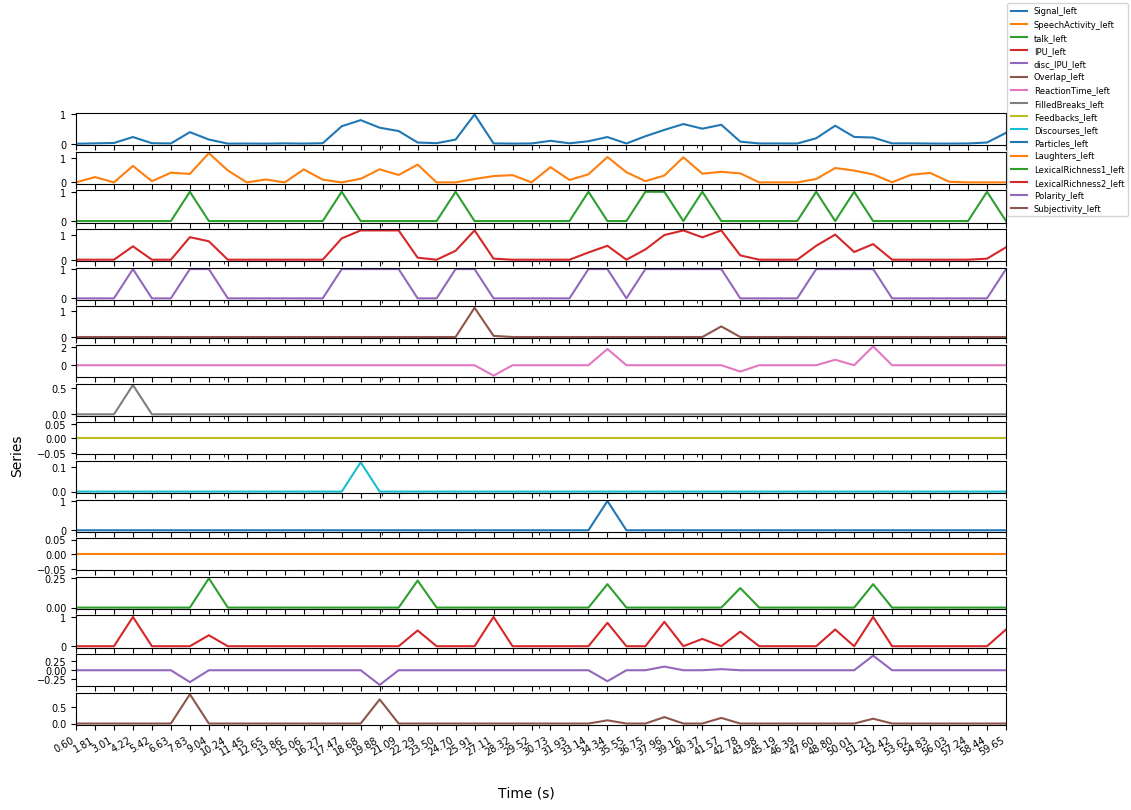 Signal_left
SpeechActivity_left
talk_left
IPU_left
disc_IPU_left
Overlap_left
ReactionTime_left
FilledBreaks_left
Feedbacks_left
Discourses_left
Particles_left
Laughters_left
LexicalRichness1_left
LexicalRichness2_left
Polarity_left
Subjectivity_left
1
0
1
0
1
0
1
0
1
0
1
0
2
0
0.5
0.0
0.05
0.00
−0.05
0.1
0.0
1
0
0.05
0.00
−0.05
0.25
0.00
1
0
0.25
0.00
−0.25
0.5
0.0
Series
0.60 1.81 3.01 4.22 5.42 6.63 7.83 9.04 10.24 11.45 12.65 13.86 15.06 16.27 17.47 18.68 19.88 21.09 22.29 23.50 24.70 25.91 27.11 28.32 29.52 30.73 31.93 33.14 34.34 35.55 36.75 37.96 39.16 40.37 41.57 42.78 43.98 45.19 46.39 47.60 48.80 50.01 51.21 52.42 53.62 54.83 56.03 57.24 58.44 59.65
Time (s)